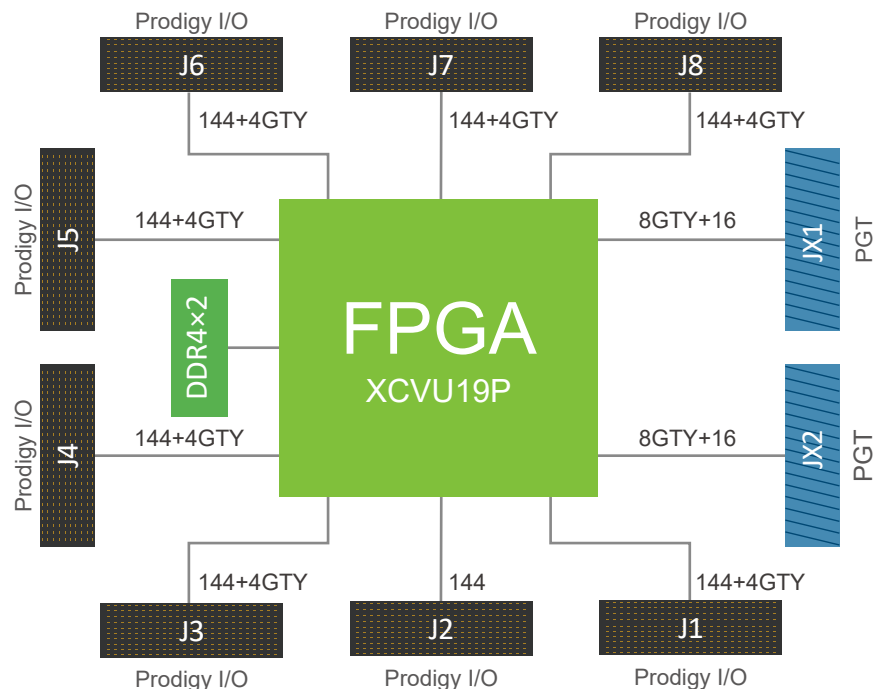 Prodigy I/O
Prodigy I/O
Prodigy I/O
J6
J7
J8
144+4GTY
144+4GTY
144+4GTY
Prodigy I/O
J5
144+4GTY
8GTY+16
JX1
PGT
DDR4×2
FPGA
XCVU19P
Prodigy I/O
J4
144+4GTY
8GTY+16
JX2
PGT
144+4GTY
144
144+4GTY
J3
J2
J1
Prodigy I/O
Prodigy I/O
Prodigy I/O